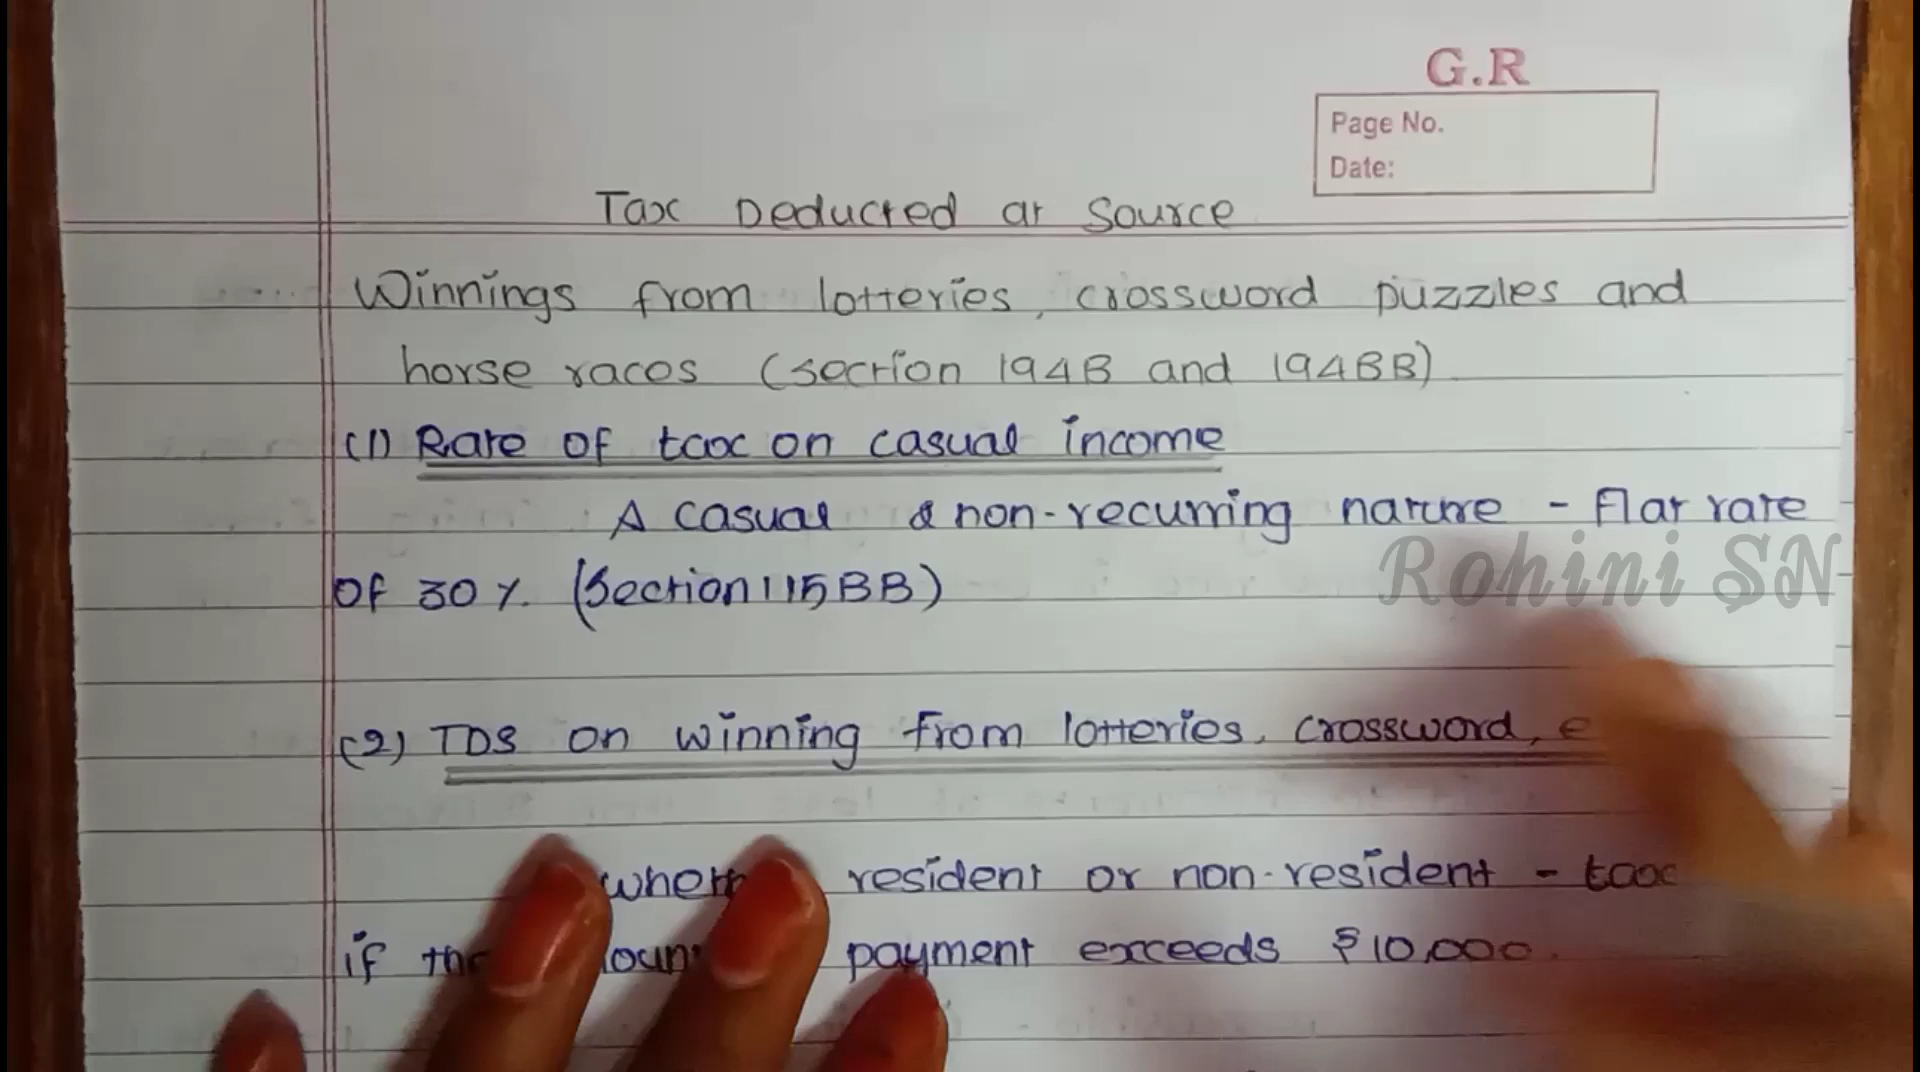 G.R
Page No.
Date:
Tax Deducted at Source
Winnings from lotteries, crossword puzzles and
horse races (section 194B and 194BB)
(1) Rate of tax on casual income
A casual & non-recurring nature - Flat rate
of 30%. (Section 115BB)
Rohini SN
(2) TDS on winning from lotteries, crossword,
resident or non-resident - tax
if payment exceeds ₹10,000.